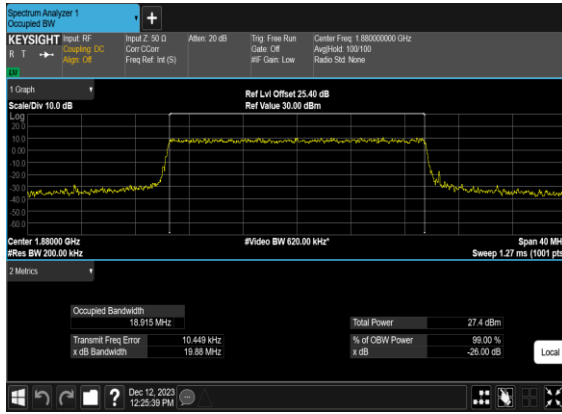 Spectrum Analyzer 1
Occupied BW
+
KEYSIGHT Input: RF Input Z: 50 Ω Atten: 20 dB Trig: Free Run Center Freq: 1.880000000 GHz
R T Coupling: DC Corr CCorr Gate: Off Avg|Hold: 100/100
Align: Off Freq Ref: Int (S) #IF Gain: Low Radio Std: None
LXI
1 Graph
Ref Lvl Offset 25.40 dB
Scale/Div 10.0 dB Ref Value 30.00 dBm
Log
20.0
10.0
0.00
-10.0
-20.0
-30.0
-40.0
-50.0
-60.0
Center 1.88000 GHz #Video BW 620.00 kHz* Span 40 MH
#Res BW 200.00 kHz Sweep 1.27 ms (1001 pts
2 Metrics
Occupied Bandwidth
18.915 MHz Total Power 27.4 dBm
Transmit Freq Error 10.449 kHz % of OBW Power 99.00 %
x dB Bandwidth 19.88 MHz x dB -26.00 dB
Local
? Dec 12, 2023
12:25:39 PM